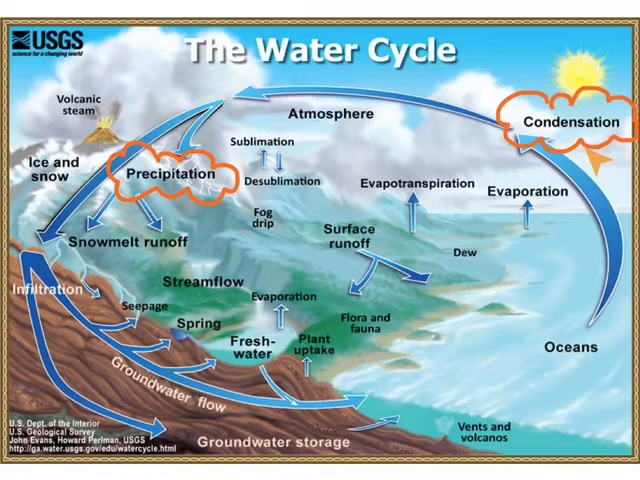 USGS
science for a changing world
The Water Cycle
Volcanic
steam
Atmosphere
Condensation
Sublimation
Ice and
snow
Precipitation
Desublimation
Evapotranspiration
Evaporation
Fog
drip
Snowmelt runoff
Surface
runoff
Dew
Streamflow
Infiltration
Seepage
Evaporation
Spring
Flora and
fauna
Fresh-
water
Plant
uptake
Oceans
Groundwater flow
Groundwater storage
Vents and
volcanos
U.S. Dept. of the Interior
U.S. Geological Survey
John Evans, Howard Perlman, USGS
http://ga.water.usgs.gov/edu/watercycle.html